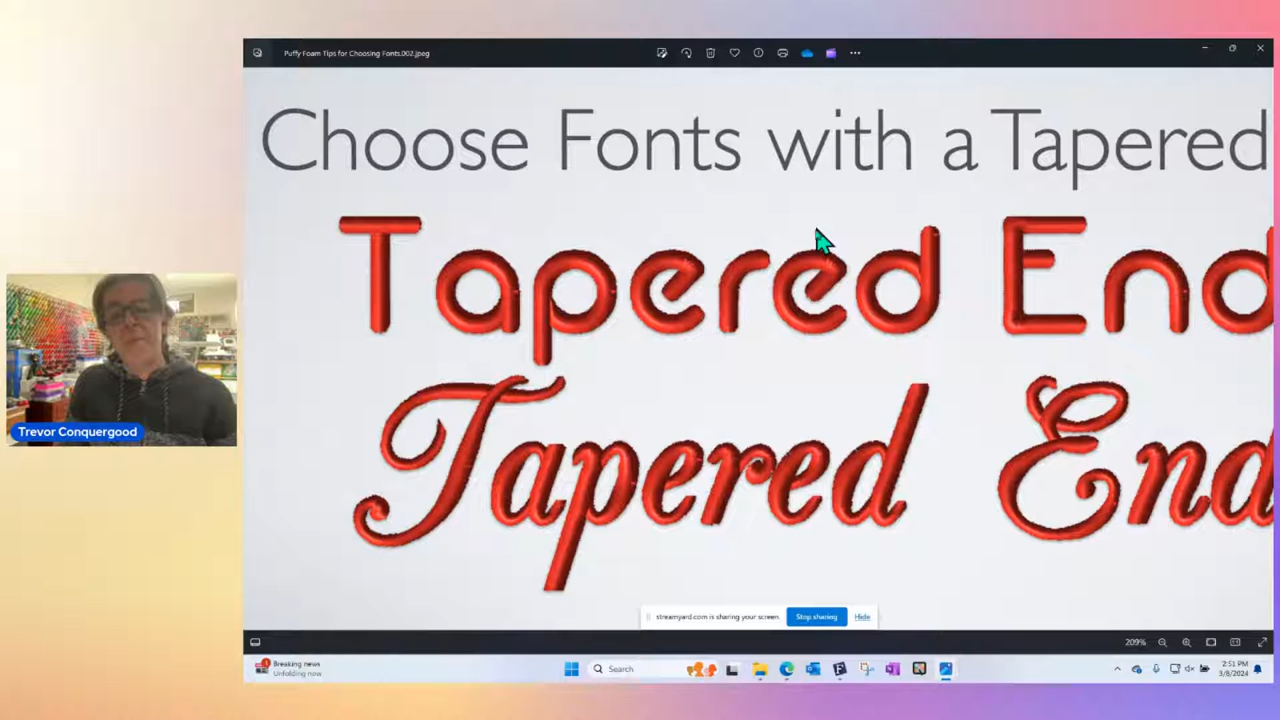 Puffy Foam Tips for Choosing Fonts.002.jpeg
Choose Fonts with a Tapered
Tapered End
Tapered End
Trevor Conquergood
streamyard.com is sharing your screen.
Stop sharing
Hide
209%
Breaking news
Unfolding now
Search
2:51 PM
3/8/2024